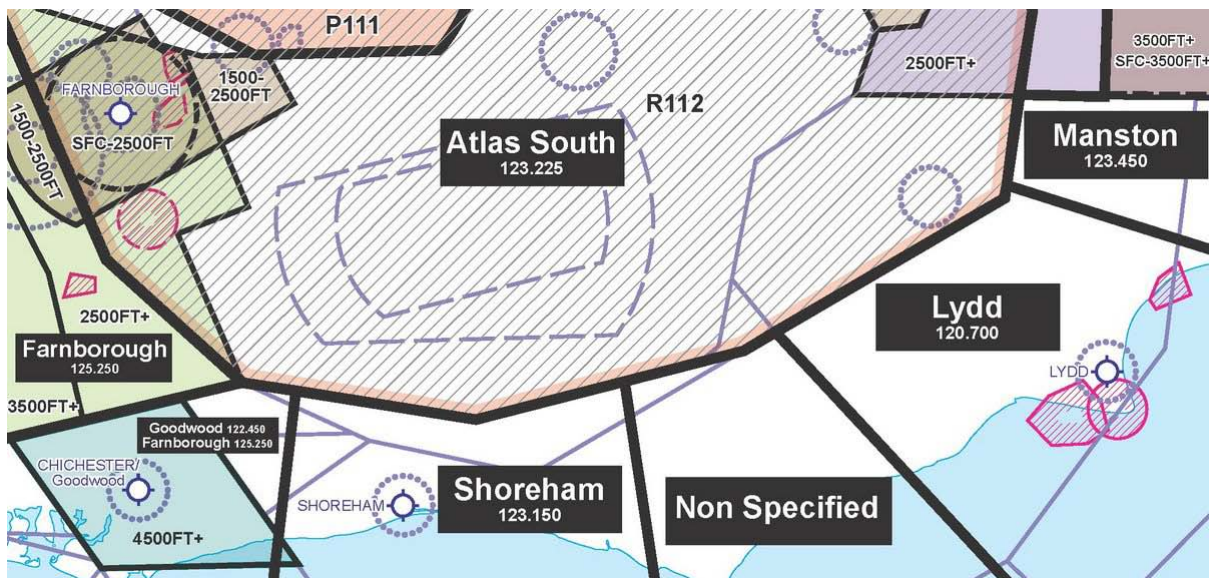 P111
3500FT+
SFC-3500FT+
2500FT+
1500-
2500FT
FARNBOROUGH
R112
SFC-2500FT
1500-2500FT
Atlas South
123.225
Manston
123.450
2500FT+
Lydd
120.700
Farnborough
125.250
LYDD
3500FT+
Goodwood 122.450
Farnborough 125.250
CHICHESTER/
Goodwood
Shoreham
123.150
SHOREHAM
Non Specified
4500FT+